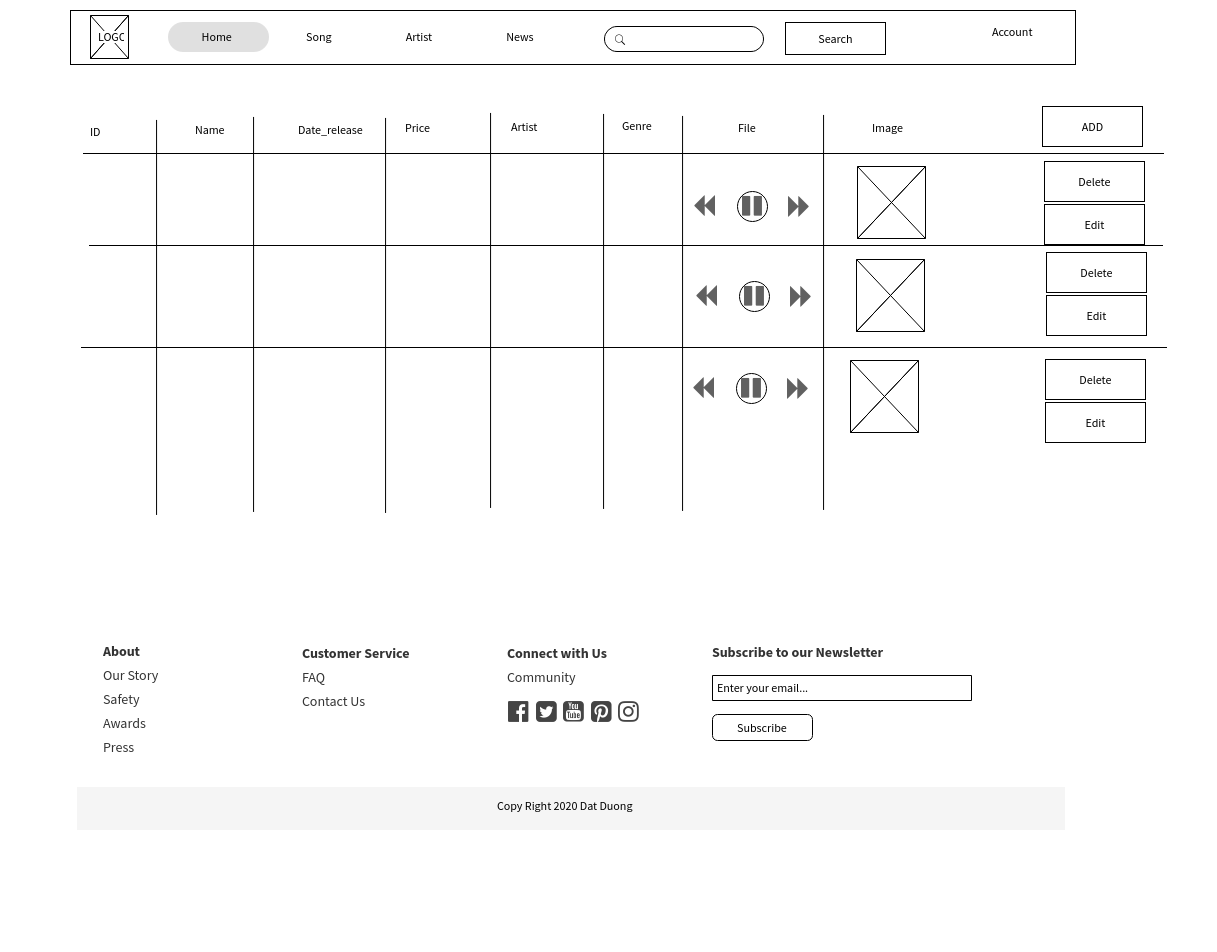 LOGO Home Song Artist News Search Account
ID Name Date_release Price Artist Genre File Image ADD
Delete
Edit
Delete
Edit
Delete
Edit
About Customer Service Connect with Us Subscribe to our Newsletter
Our Story FAQ Community Enter your email...
Safety Contact Us You Tube
Awards Subscribe
Press
Copy Right 2020 Dat Duong